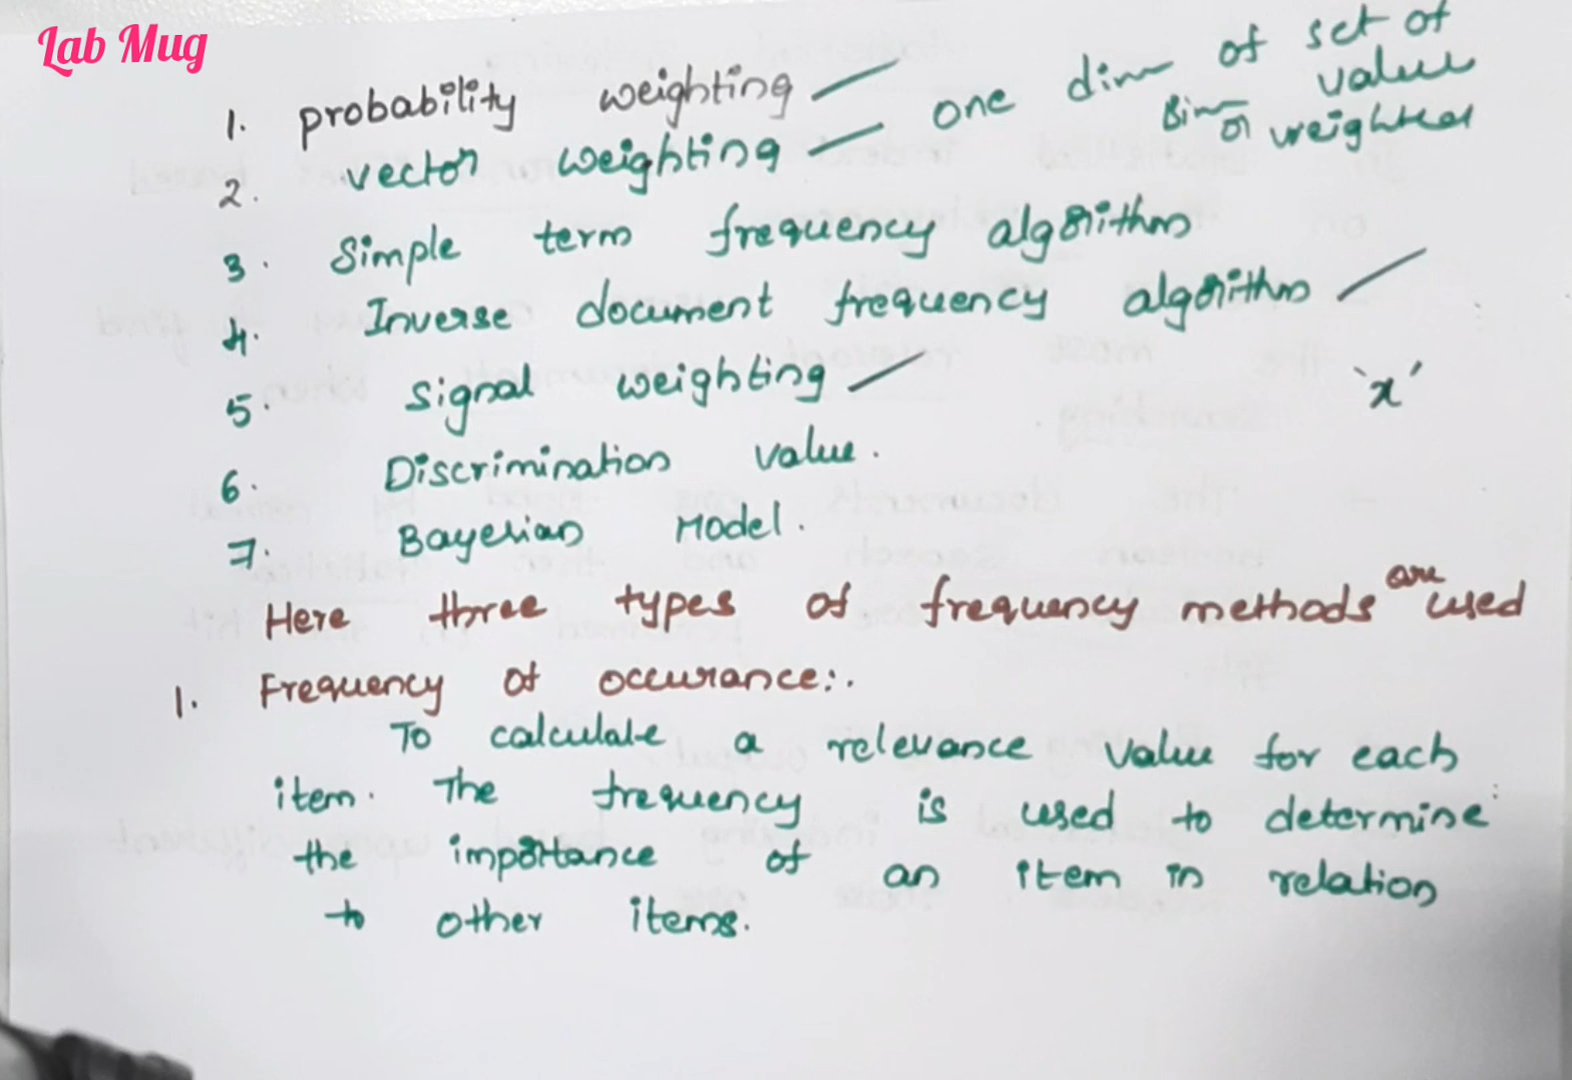 Lab Mug
1. probability weighting
one dim of set of
value
Bin or weighted
2. vector weighting
3. Simple term frequency algorithm
4. Inverse document frequency algorithm
5. signal weighting
'x'
6. Discrimination value.
7. Bayesian Model.
Here three types of frequency methods are used
1. Frequency of occurance:.
To calculate a relevance value for each
item. The frequency is used to determine
the importance of an item in relation
to other items.